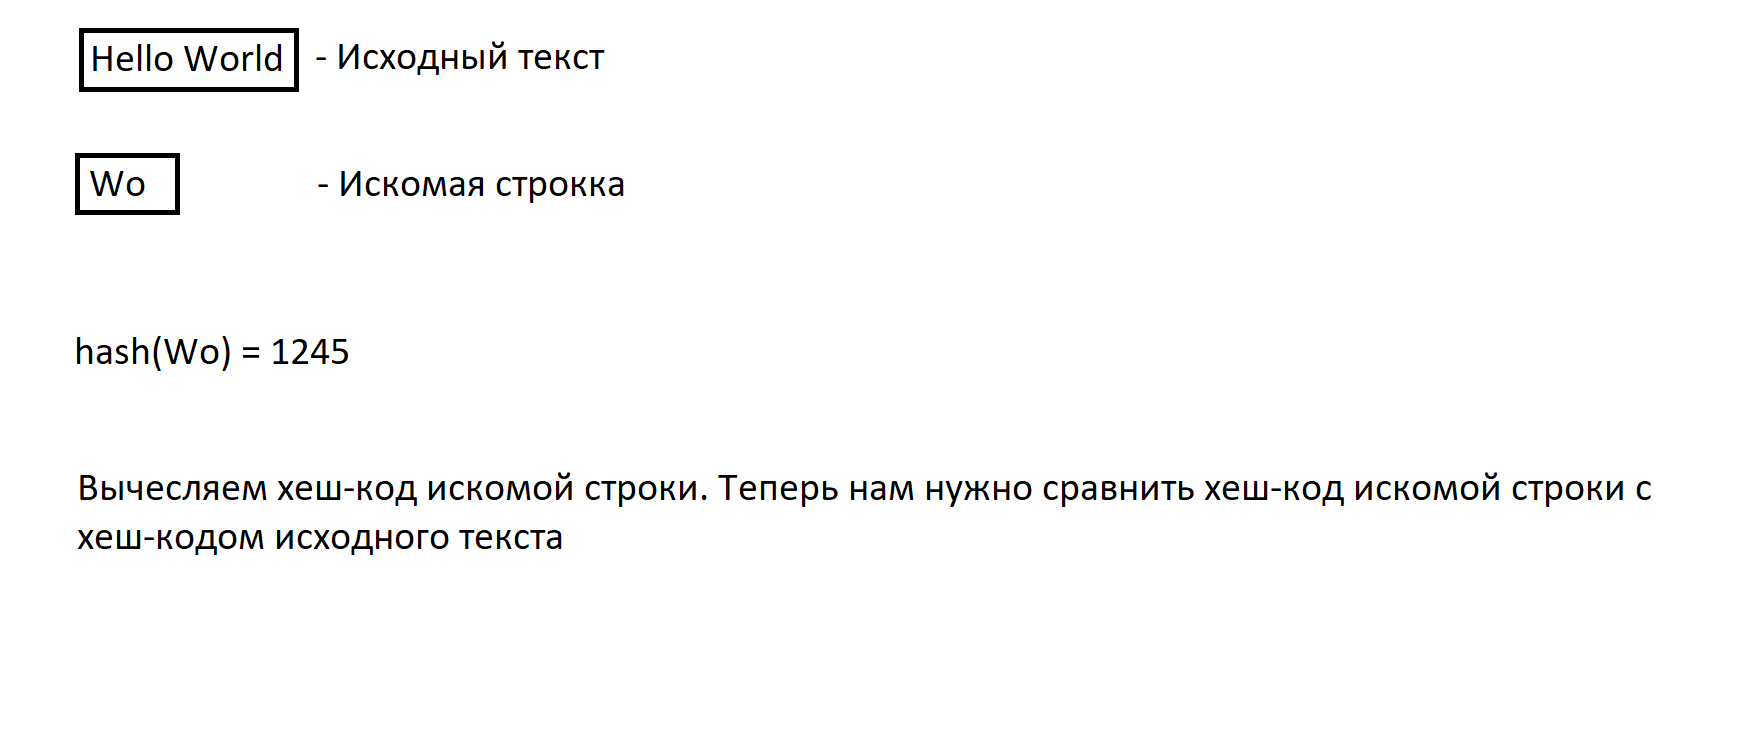 Hello World - Исходный текст
Wo - Искомая строкка
hash(Wo) = 1245
Вычесляем хеш-код искомой строки. Теперь нам нужно сравнить хеш-код искомой строки с
хеш-кодом исходного текста